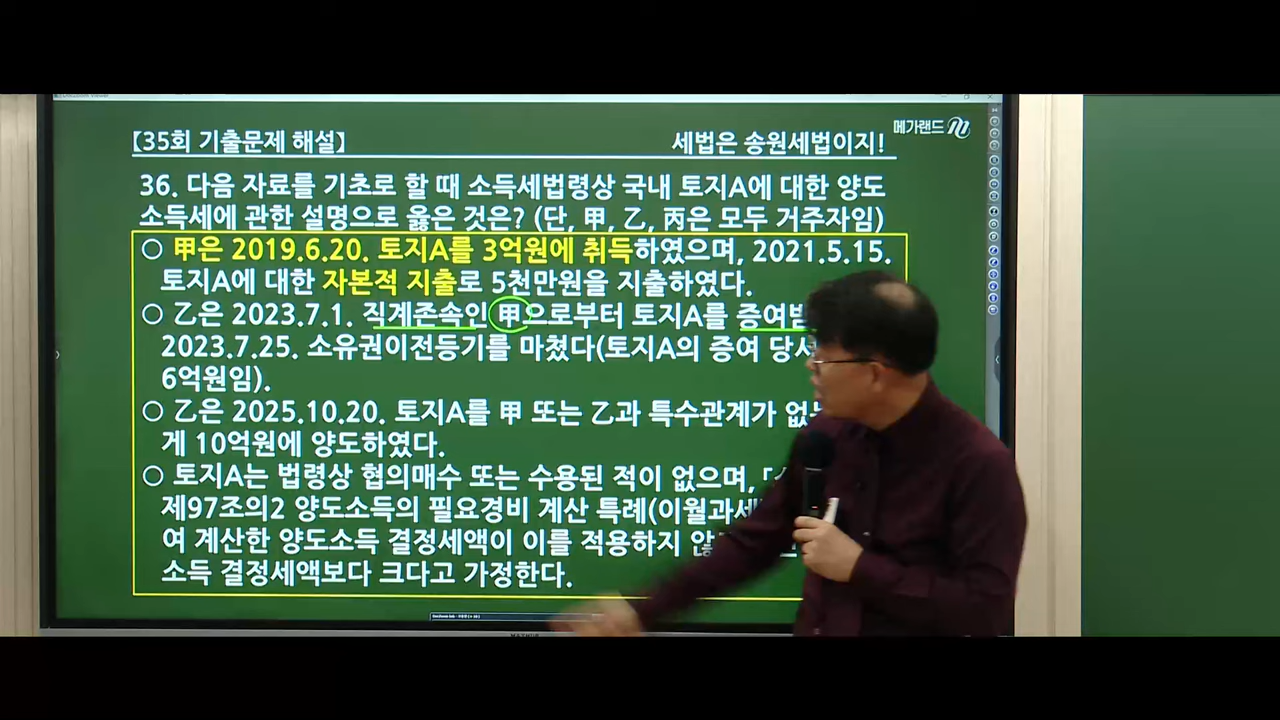 【35회 기출문제 해설】
세법은 송원세법이지!
메가랜드
36. 다음 자료를 기초로 할 때 소득세법령상 국내 토지A에 대한 양도
소득세에 관한 설명으로 옳은 것은? (단, 甲, 乙, 丙은 모두 거주자임)
○ 甲은 2019.6.20. 토지A를 3억원에 취득하였으며, 2021.5.15.
토지A에 대한 자본적 지출로 5천만원을 지출하였다.
○ 乙은 2023.7.1. 직계존속인 甲으로부터 토지A를
2023.7.25. 소유권이전등기를 마쳤다(토지A의 증여
6억원임).
○ 乙은 2025.10.20. 토지A를 甲 또는 乙과 특수관계가
게 10억원에 양도하였다.
○ 토지A는 법령상 협의매수 또는 수용된 적이 없으며,
제97조의2 양도소득의 필요경비 계산 특례
여 계산한 양도소득 결정세액이 이를 적용하지
소득 결정세액보다 크다고 가정한다.